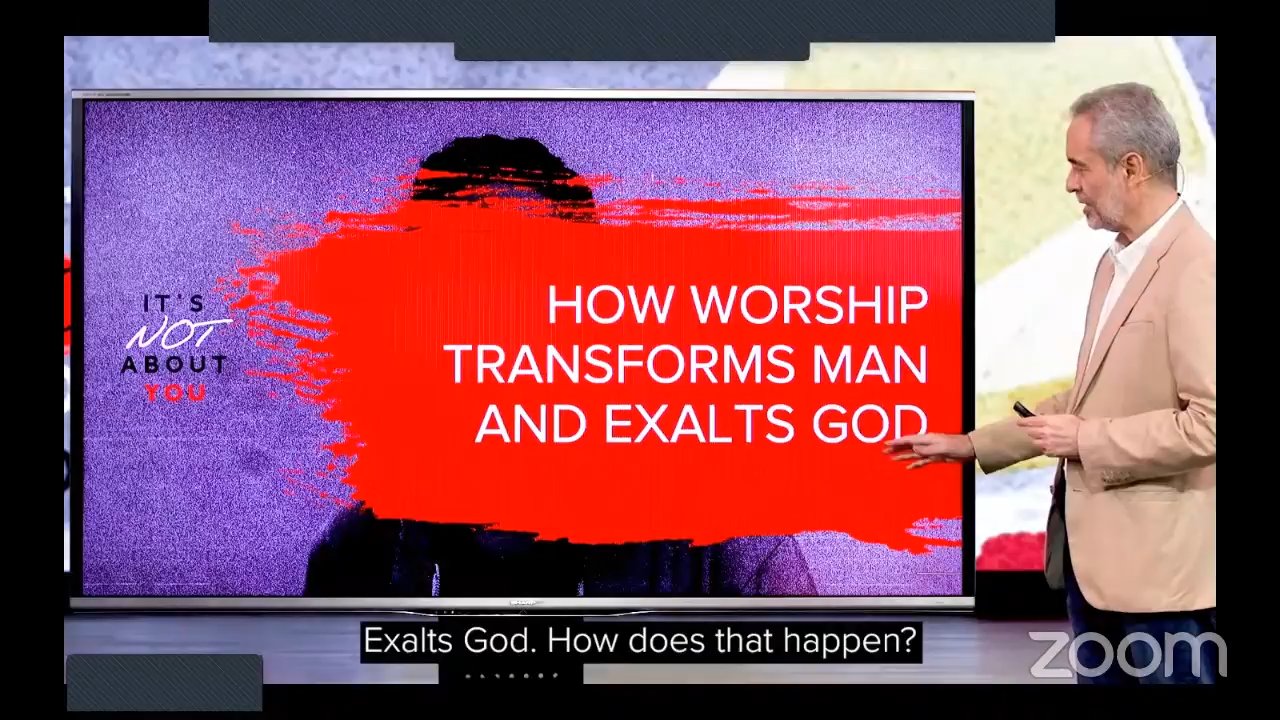 IT'S
NOT
ABOUT
YOU
HOW WORSHIP
TRANSFORMS MAN
AND EXALTS GOD
Exalts God. How does that happen?
zoom